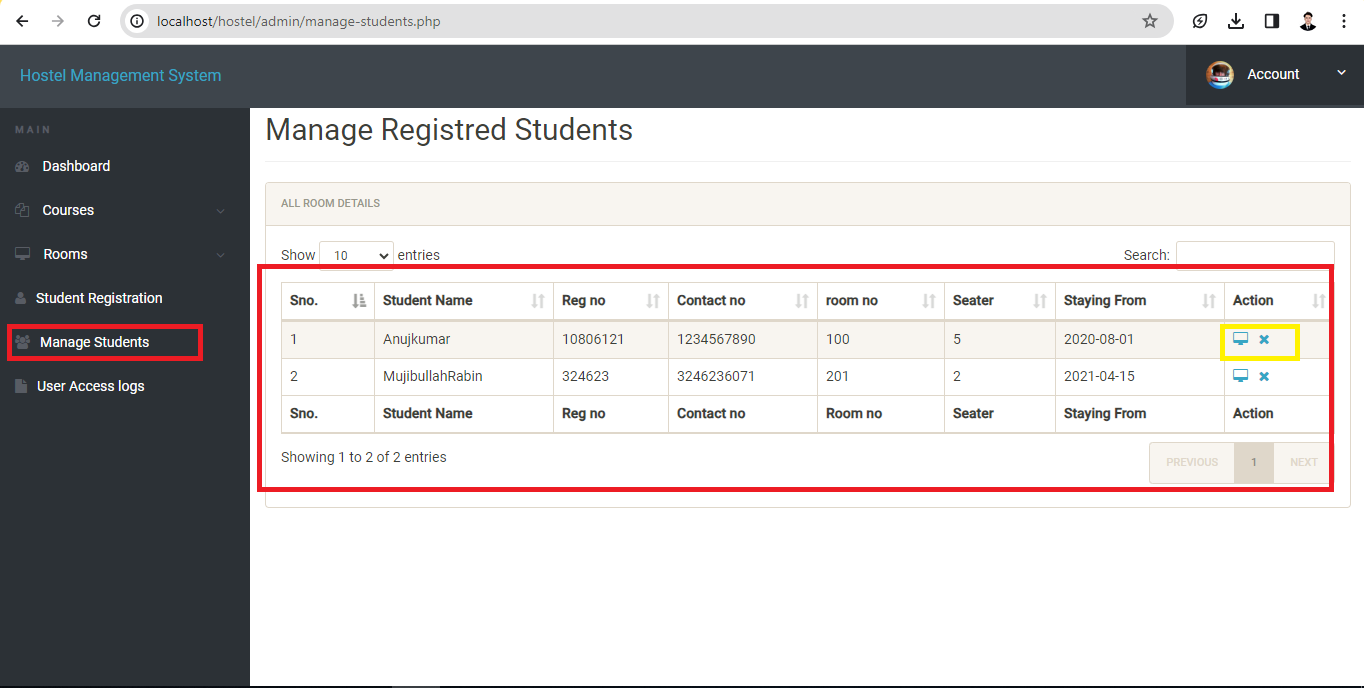 localhost/hostel/admin/manage-students.php
Hostel Management System
Account
MAIN
Dashboard
Courses
Rooms
Student Registration
Manage Students
User Access logs
Manage Registred Students
ALL ROOM DETAILS
Show 10 entries Search:
Sno. Student Name Reg no Contact no room no Seater Staying From Action
1 Anujkumar 10806121 1234567890 100 5 2020-08-01
2 MujibullahRabin 324623 3246236071 201 2 2021-04-15
Sno. Student Name Reg no Contact no Room no Seater Staying From Action
Showing 1 to 2 of 2 entries
PREVIOUS 1 NEXT